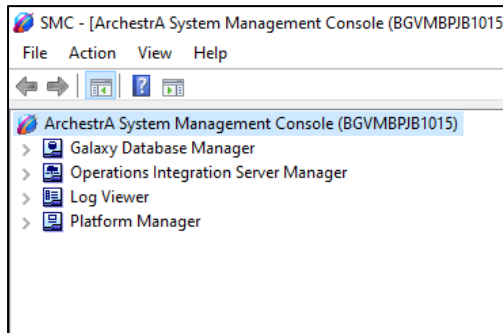 SMC - [ArchestrA System Management Console (BGVMBPJB1015
File Action View Help
ArchestrA System Management Console (BGVMBPJB1015)
Galaxy Database Manager
Operations Integration Server Manager
Log Viewer
Platform Manager